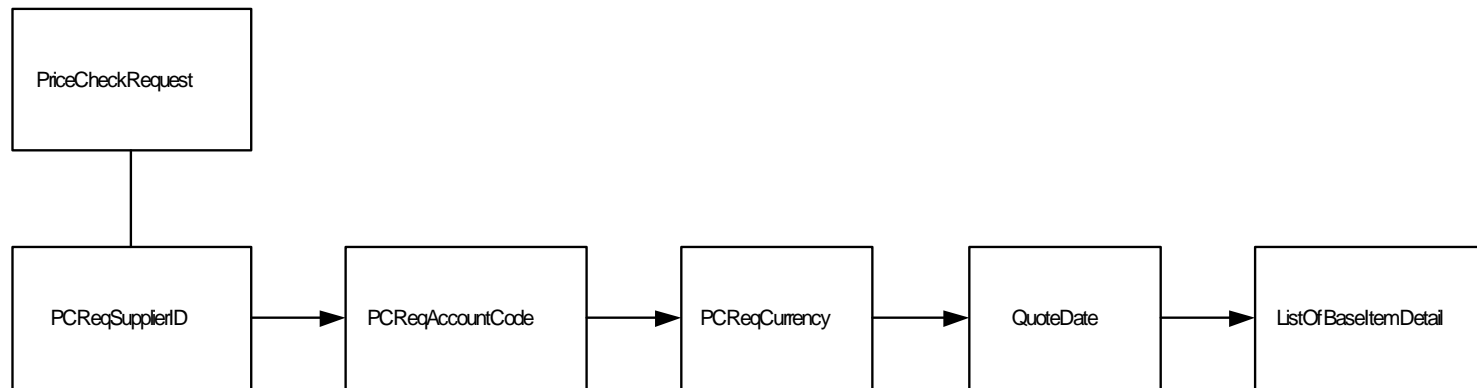 PriceCheckRequest
PCReqSupplierID
PCReqAccountCode
PCReqCurrency
QuoteDate
ListOfBaseItemDetail